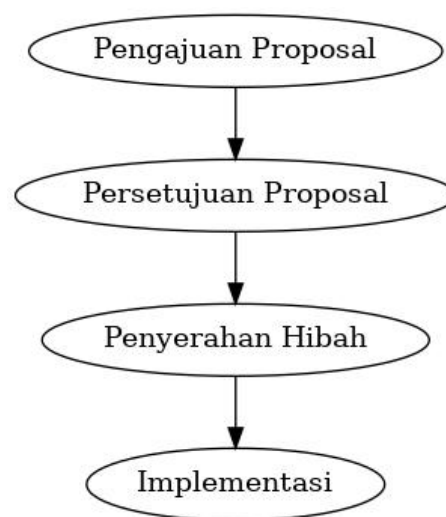 Pengajuan Proposal
Persetujuan Proposal
Penyerahan Hibah
Implementasi